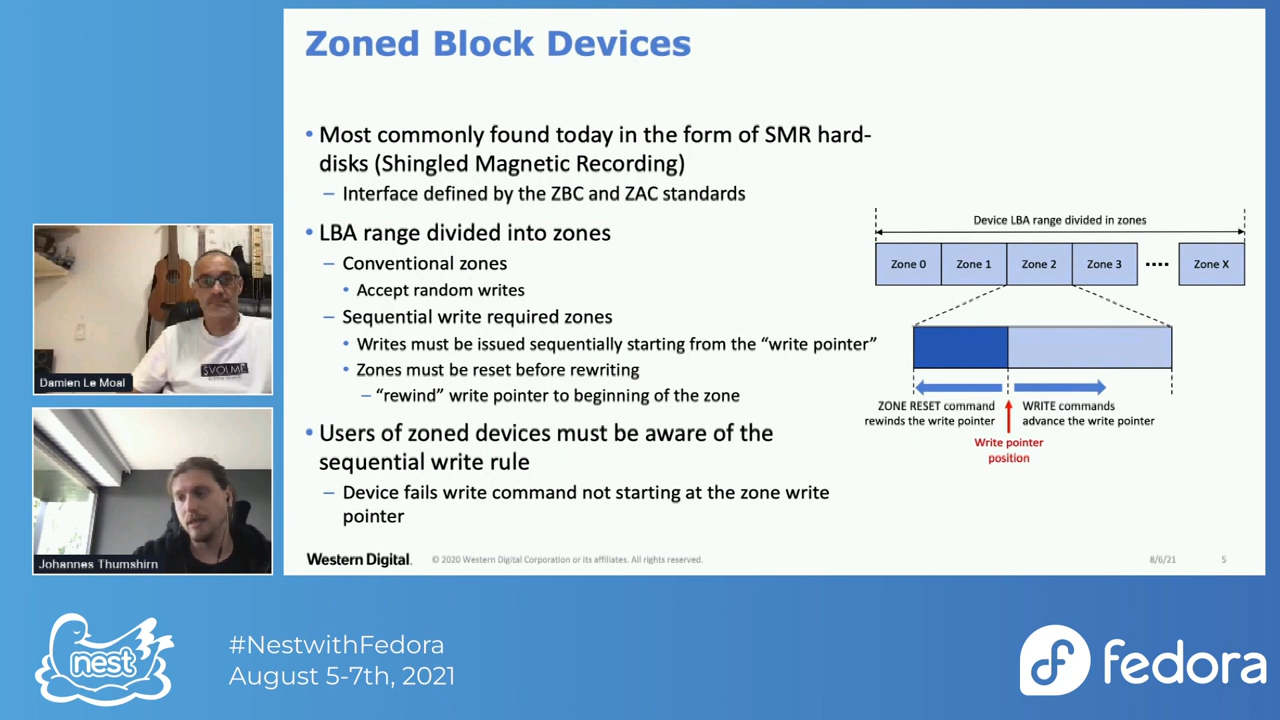 Zoned Block Devices
• Most commonly found today in the form of SMR hard-
disks (Shingled Magnetic Recording)
– Interface defined by the ZBC and ZAC standards
• LBA range divided into zones
– Conventional zones
• Accept random writes
– Sequential write required zones
• Writes must be issued sequentially starting from the “write pointer”
• Zones must be reset before rewriting
– “rewind” write pointer to beginning of the zone
• Users of zoned devices must be aware of the
sequential write rule
– Device fails write command not starting at the zone write
pointer
Device LBA range divided in zones
Zone 0
Zone 1
Zone 2
Zone 3
Zone X
ZONE RESET command
rewinds the write pointer
WRITE commands
advance the write pointer
Write pointer
position
Western Digital.
© 2020 Western Digital Corporation or its affiliates. All rights reserved.
8/6/21
5
SVOLME
Damien Le Moal
Johannes Thumshirn
nest
#NestwithFedora
August 5-7th, 2021
fedora